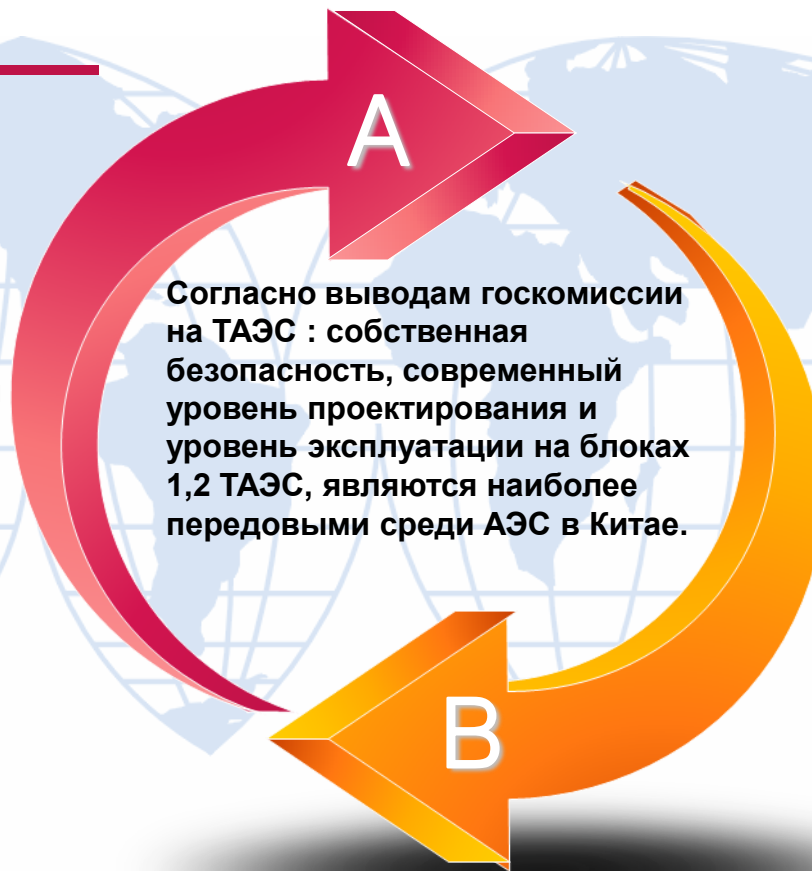 A
Согласно выводам госкомиссии
на ТАЭС : собственная
безопасность, современный
уровень проектирования и
уровень эксплуатации на блоках
1,2 ТАЭС, являются наиболее
передовыми среди АЭС в Китае.
B